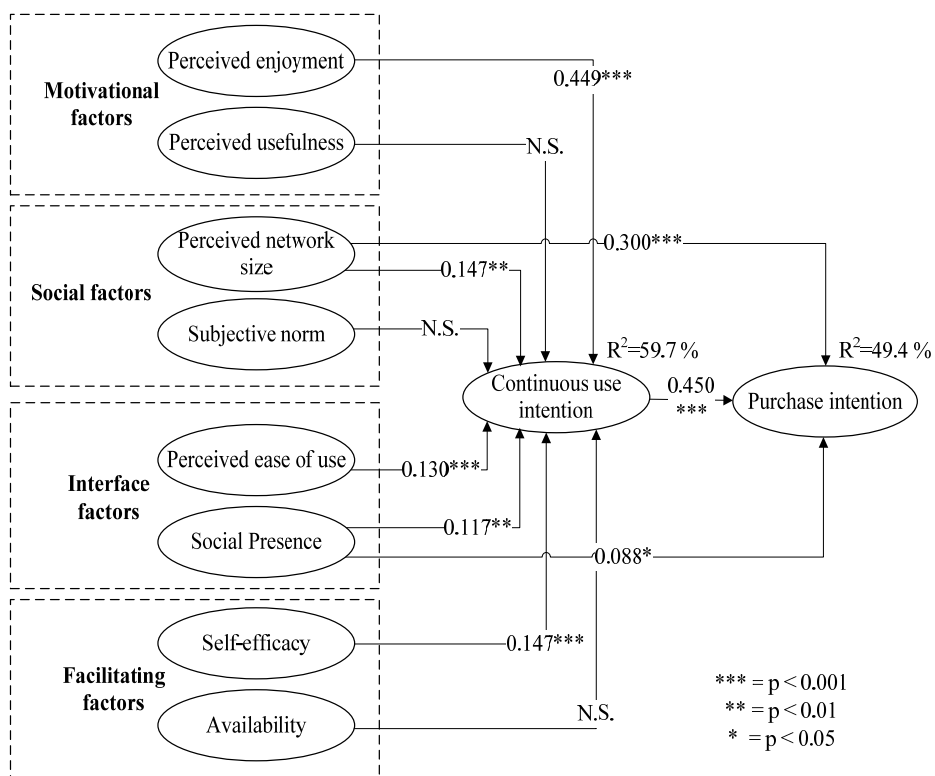 Perceived enjoyment
0.449***
Motivational
factors
Perceived usefulness
N.S.
Perceived network
size
0.300***
0.147**
Social factors
Subjective norm
N.S.
R²=59.7 %
R²=49.4 %
Continuous use
intention
0.450
***
Purchase intention
Perceived ease of use
0.130***
Interface
factors
Social Presence
0.117**
0.088*
Self-efficacy
0.147***
Facilitating
factors
Availability
N.S.
*** = p < 0.001
** = p < 0.01
* = p < 0.05